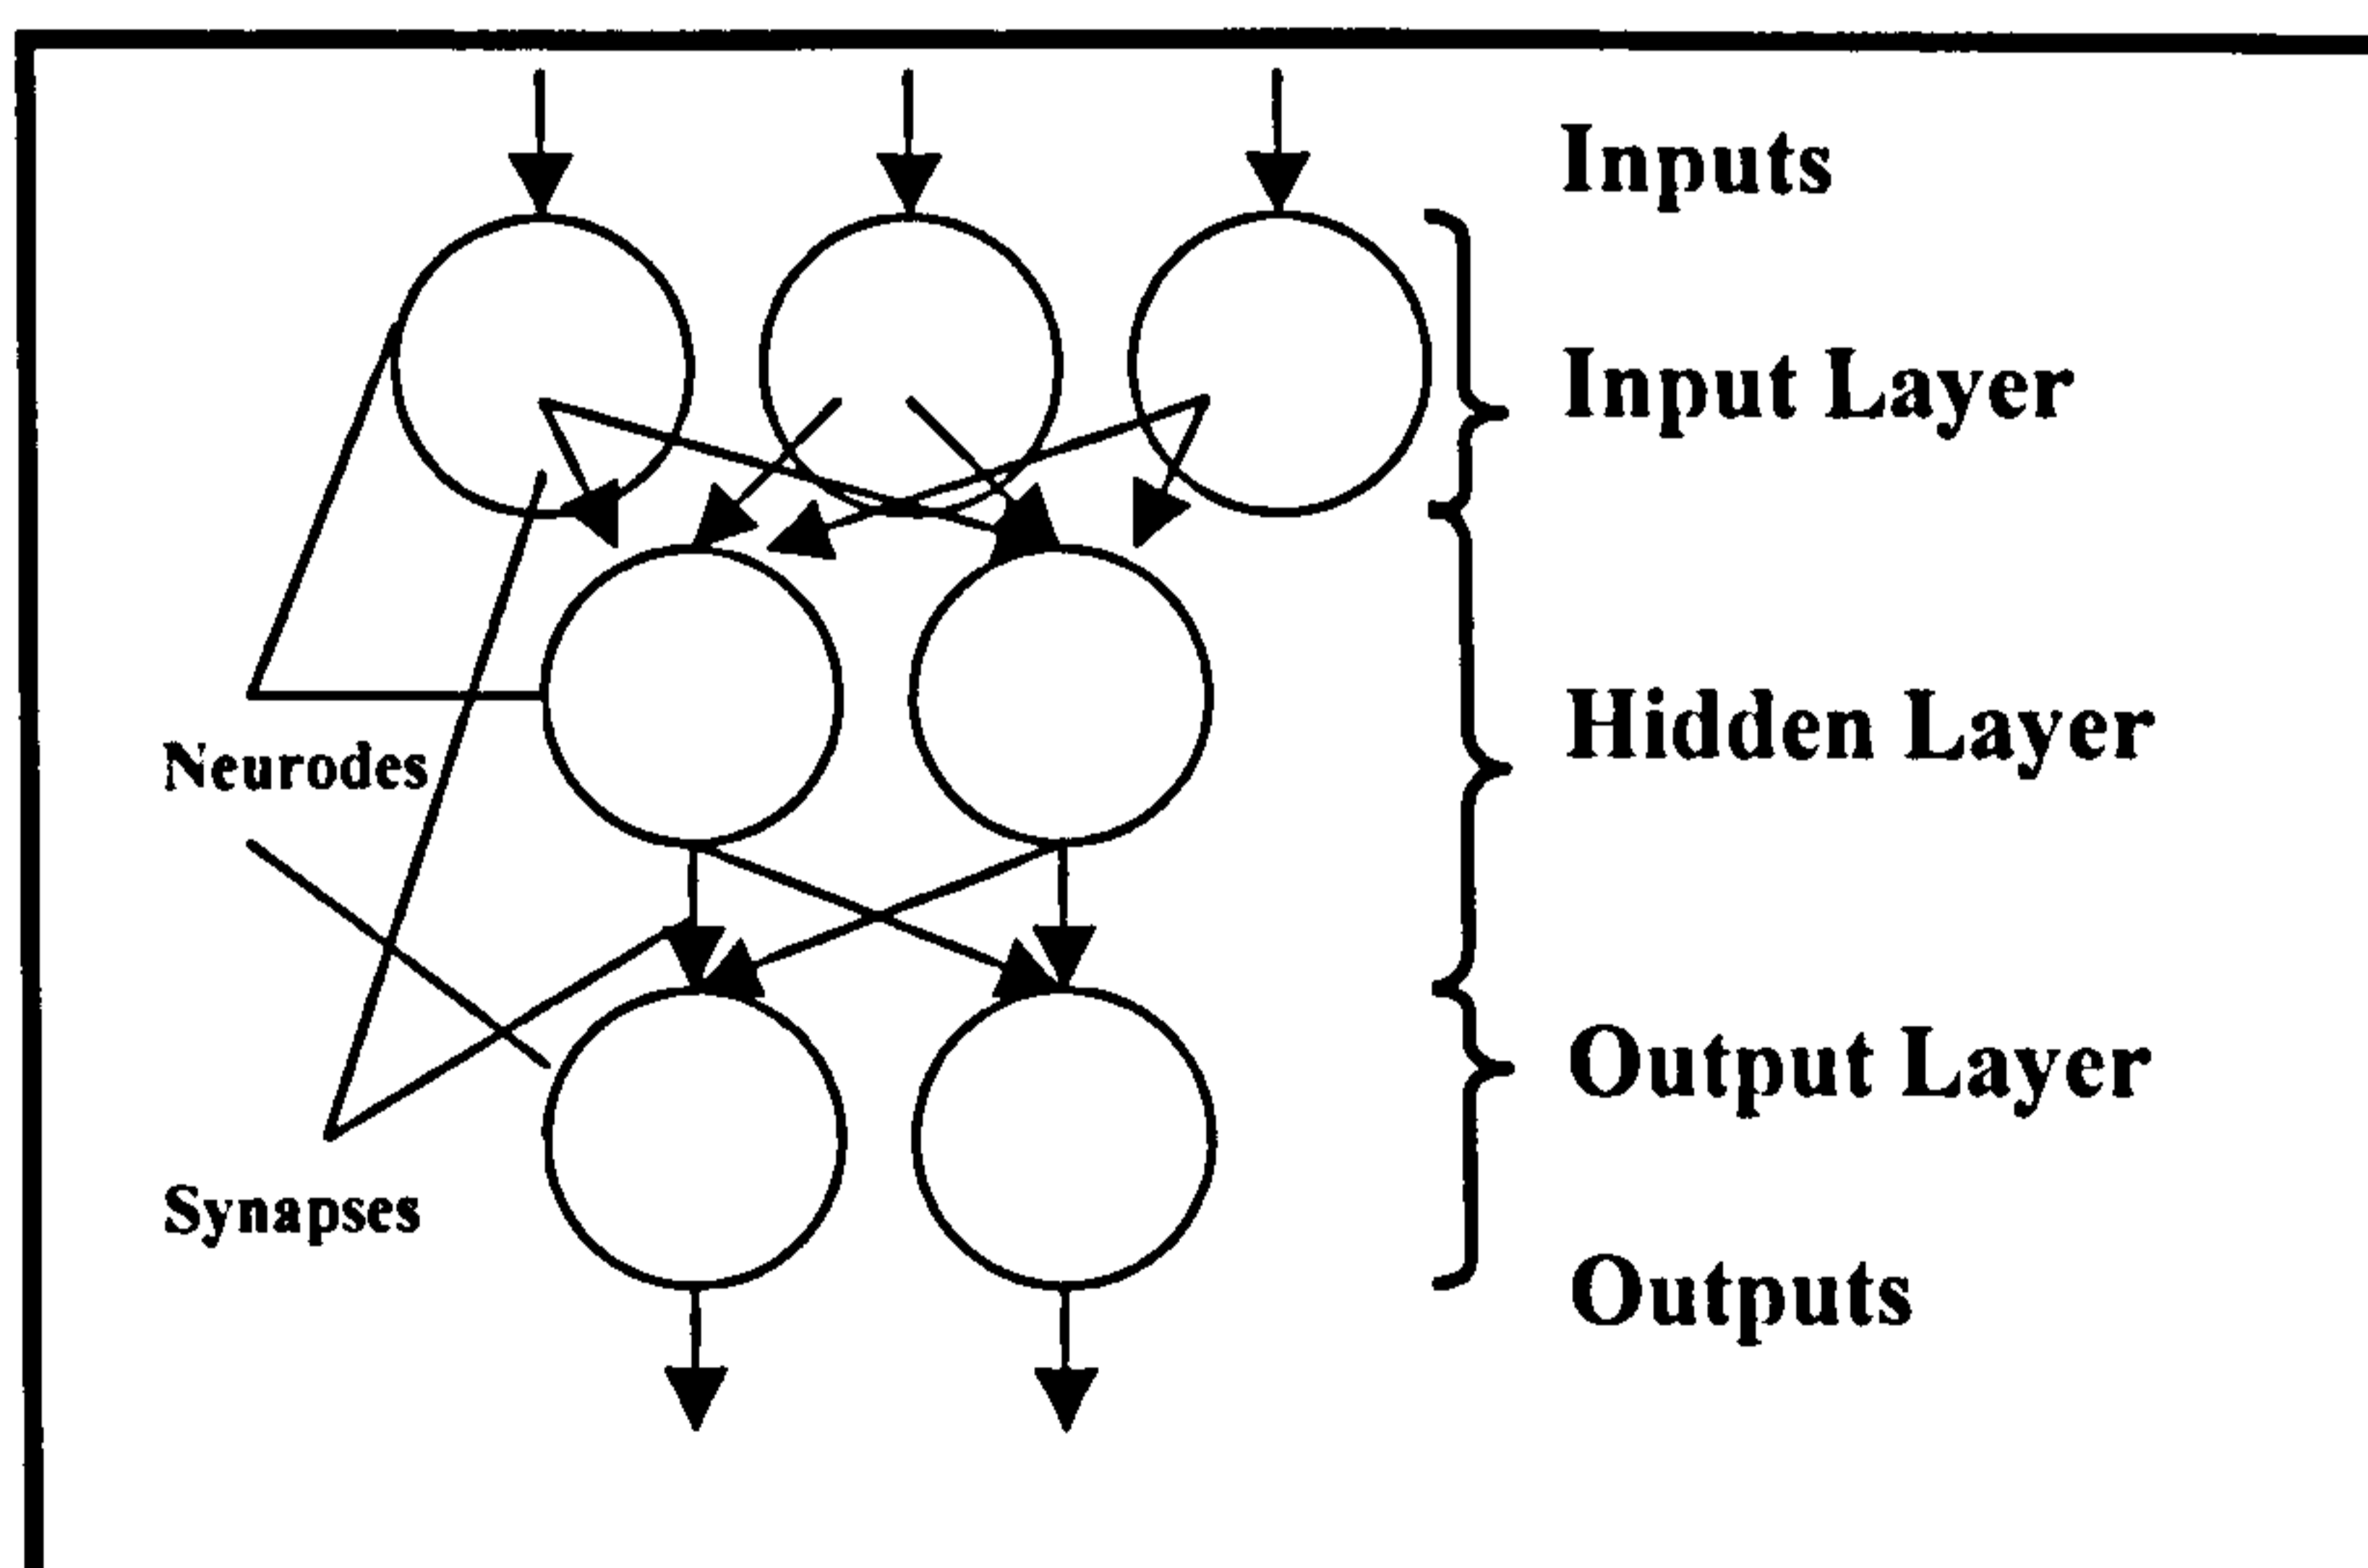 Inputs
Input Layer
Hidden Layer
Neurodes
Output Layer
Synapses
Outputs